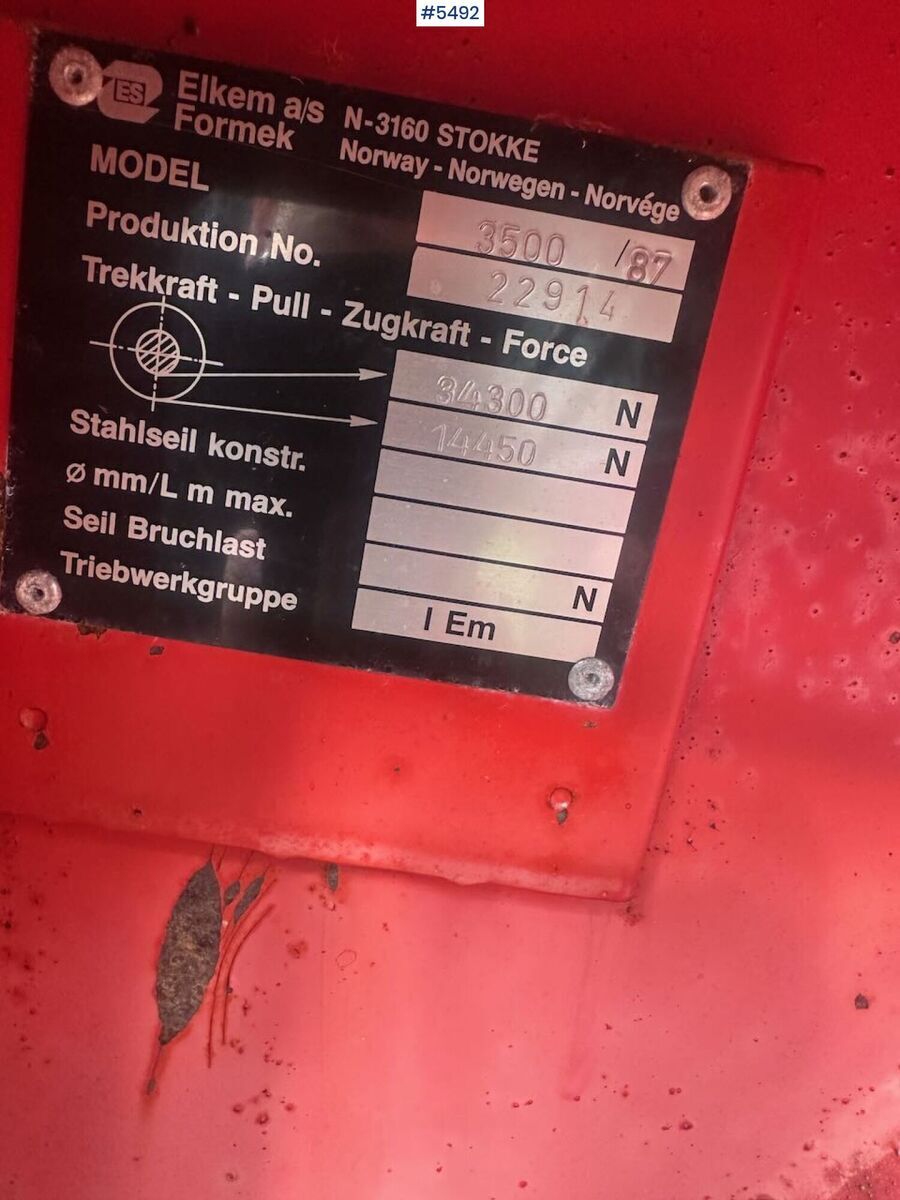 #5492
ES
Elkem a/s
Formek
N-3160 STOKKE
Norway - Norwegen - Norvége
MODEL
3500 /87
Produktion No.
22914
Trekkraft - Pull - Zugkraft - Force
34300 N
14450 N
Stahlseil konstr.
ø mm/L m max.
Seil Bruchlast
N
Triebwerkgruppe
I Em